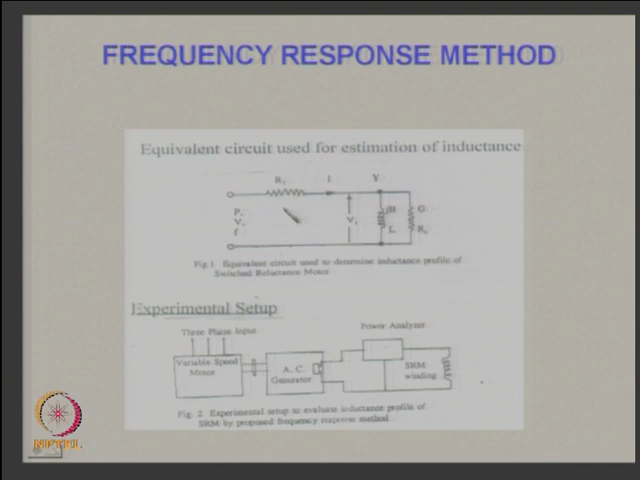 FREQUENCY RESPONSE METHOD
Equivalent circuit used for estimation of inductance
I Y
V
f
jB G
L
Fig.1 Equivalent circuit used to determine inductance profile of
Switched Reluctance Motor
Experimental Setup
Three Phase Input
Power Analyzer
Variable Speed
Motor
A. C.
Generator
SRM
winding
Fig. 2 Experimental setup to evaluate inductance profile of
SRM by proposed frequency response method
NPTEL